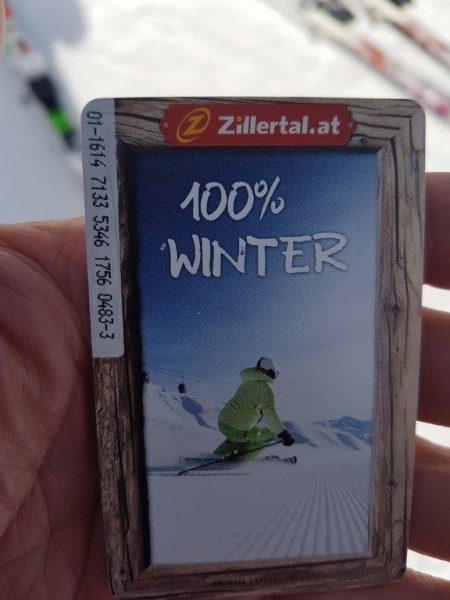 Zillertal.at
01-1614 7133 5346 1756 0483-3
100%
WINTER